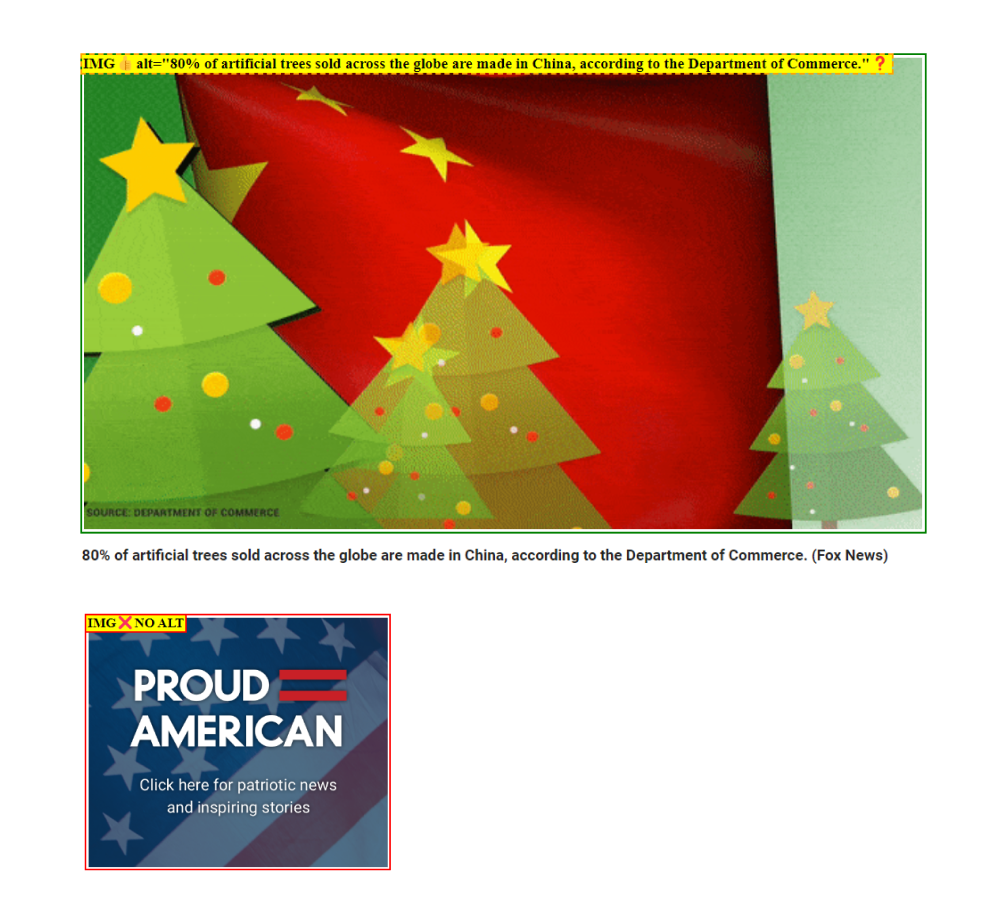 IMG👍alt="80% of artificial trees sold across the globe are made in China, according to the Department of Commerce."❓
SOURCE: DEPARTMENT OF COMMERCE
80% of artificial trees sold across the globe are made in China, according to the Department of Commerce. (Fox News)
IMG❌NO ALT
PROUD
AMERICAN
Click here for patriotic news
and inspiring stories